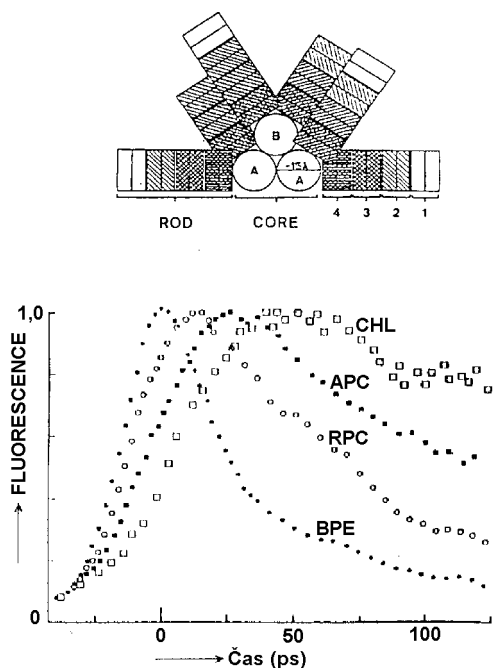 B
A
~13Å
A
ROD
CORE
4 3 2 1
1,0
CHL
APC
RPC
BPE
FLUORESCENCE
0
0 50 100
Čas (ps)